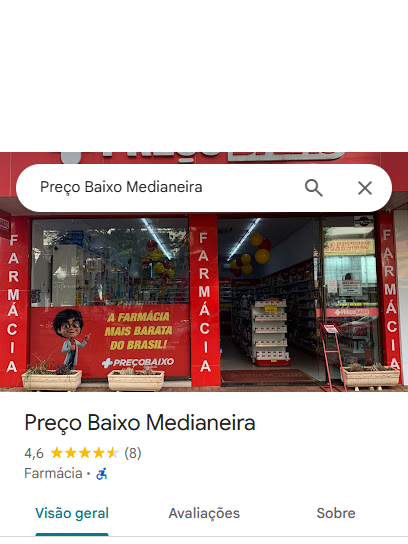 Preço Baixo Medianeira
FARMÁCIA
FARMÁCIA
FARMÁCIA
A FARMÁCIA
MAIS BARATA
DO BRASIL!
PREÇOBAIXO
Preço Baixo Medianeira
4,6 (8)
Farmácia ·
Visão geral
Avaliações
Sobre